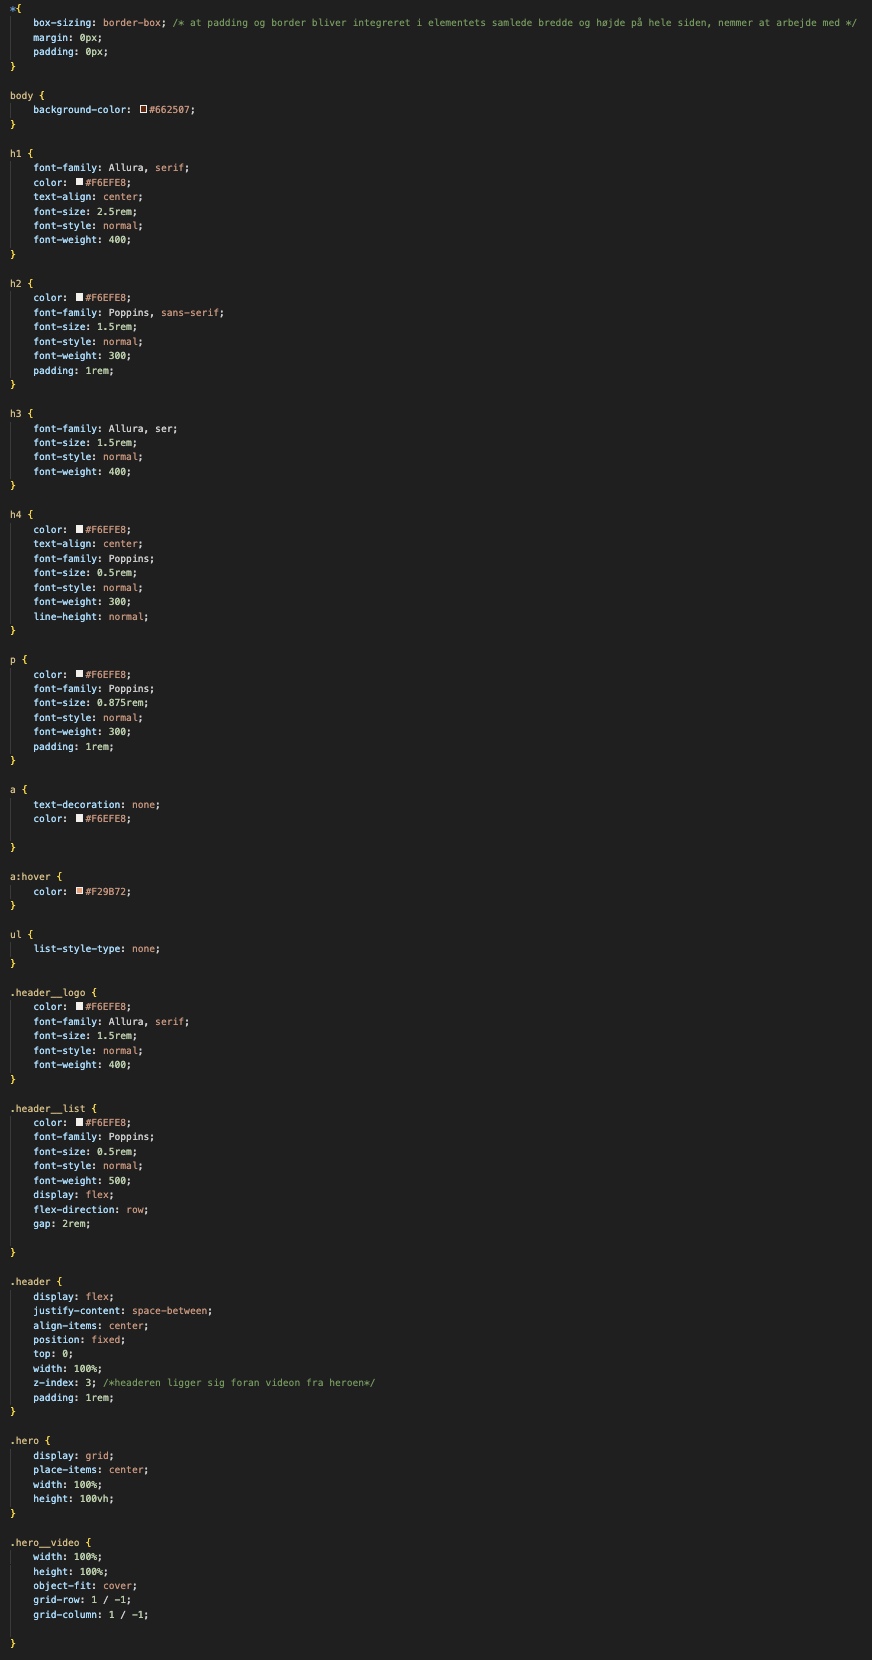 *{
box-sizing: border-box; /* at padding og border bliver integreret i elementets samlede bredde og højde på hele siden, nemmer at arbejde med */
margin: 0px;
padding: 0px;
}
body {
background-color: #662507;
}
h1 {
font-family: Allura, serif;
color: #F6EFE8;
text-align: center;
font-size: 2.5rem;
font-style: normal;
font-weight: 400;
}
h2 {
color: #F6EFE8;
font-family: Poppins, sans-serif;
font-size: 1.5rem;
font-style: normal;
font-weight: 300;
padding: 1rem;
}
h3 {
font-family: Allura, ser;
font-size: 1.5rem;
font-style: normal;
font-weight: 400;
}
h4 {
color: #F6EFE8;
text-align: center;
font-family: Poppins;
font-size: 0.5rem;
font-style: normal;
font-weight: 300;
line-height: normal;
}
p {
color: #F6EFE8;
font-family: Poppins;
font-size: 0.875rem;
font-style: normal;
font-weight: 300;
padding: 1rem;
}
a {
text-decoration: none;
color: #F6EFE8;
}
a:hover {
color: #F29B72;
}
ul {
list-style-type: none;
}
.header__logo {
color: #F6EFE8;
font-family: Allura, serif;
font-size: 1.5rem;
font-style: normal;
font-weight: 400;
}
.header__list {
color: #F6EFE8;
font-family: Poppins;
font-size: 0.5rem;
font-style: normal;
font-weight: 500;
display: flex;
flex-direction: row;
gap: 2rem;
}
.header {
display: flex;
justify-content: space-between;
align-items: center;
position: fixed;
top: 0;
width: 100%;
z-index: 3; /*headeren ligger sig foran videon fra heroen*/
padding: 1rem;
}
.hero {
display: grid;
place-items: center;
width: 100%;
height: 100vh;
}
.hero__video {
width: 100%;
height: 100%;
object-fit: cover;
grid-row: 1 / -1;
grid-column: 1 / -1;
}